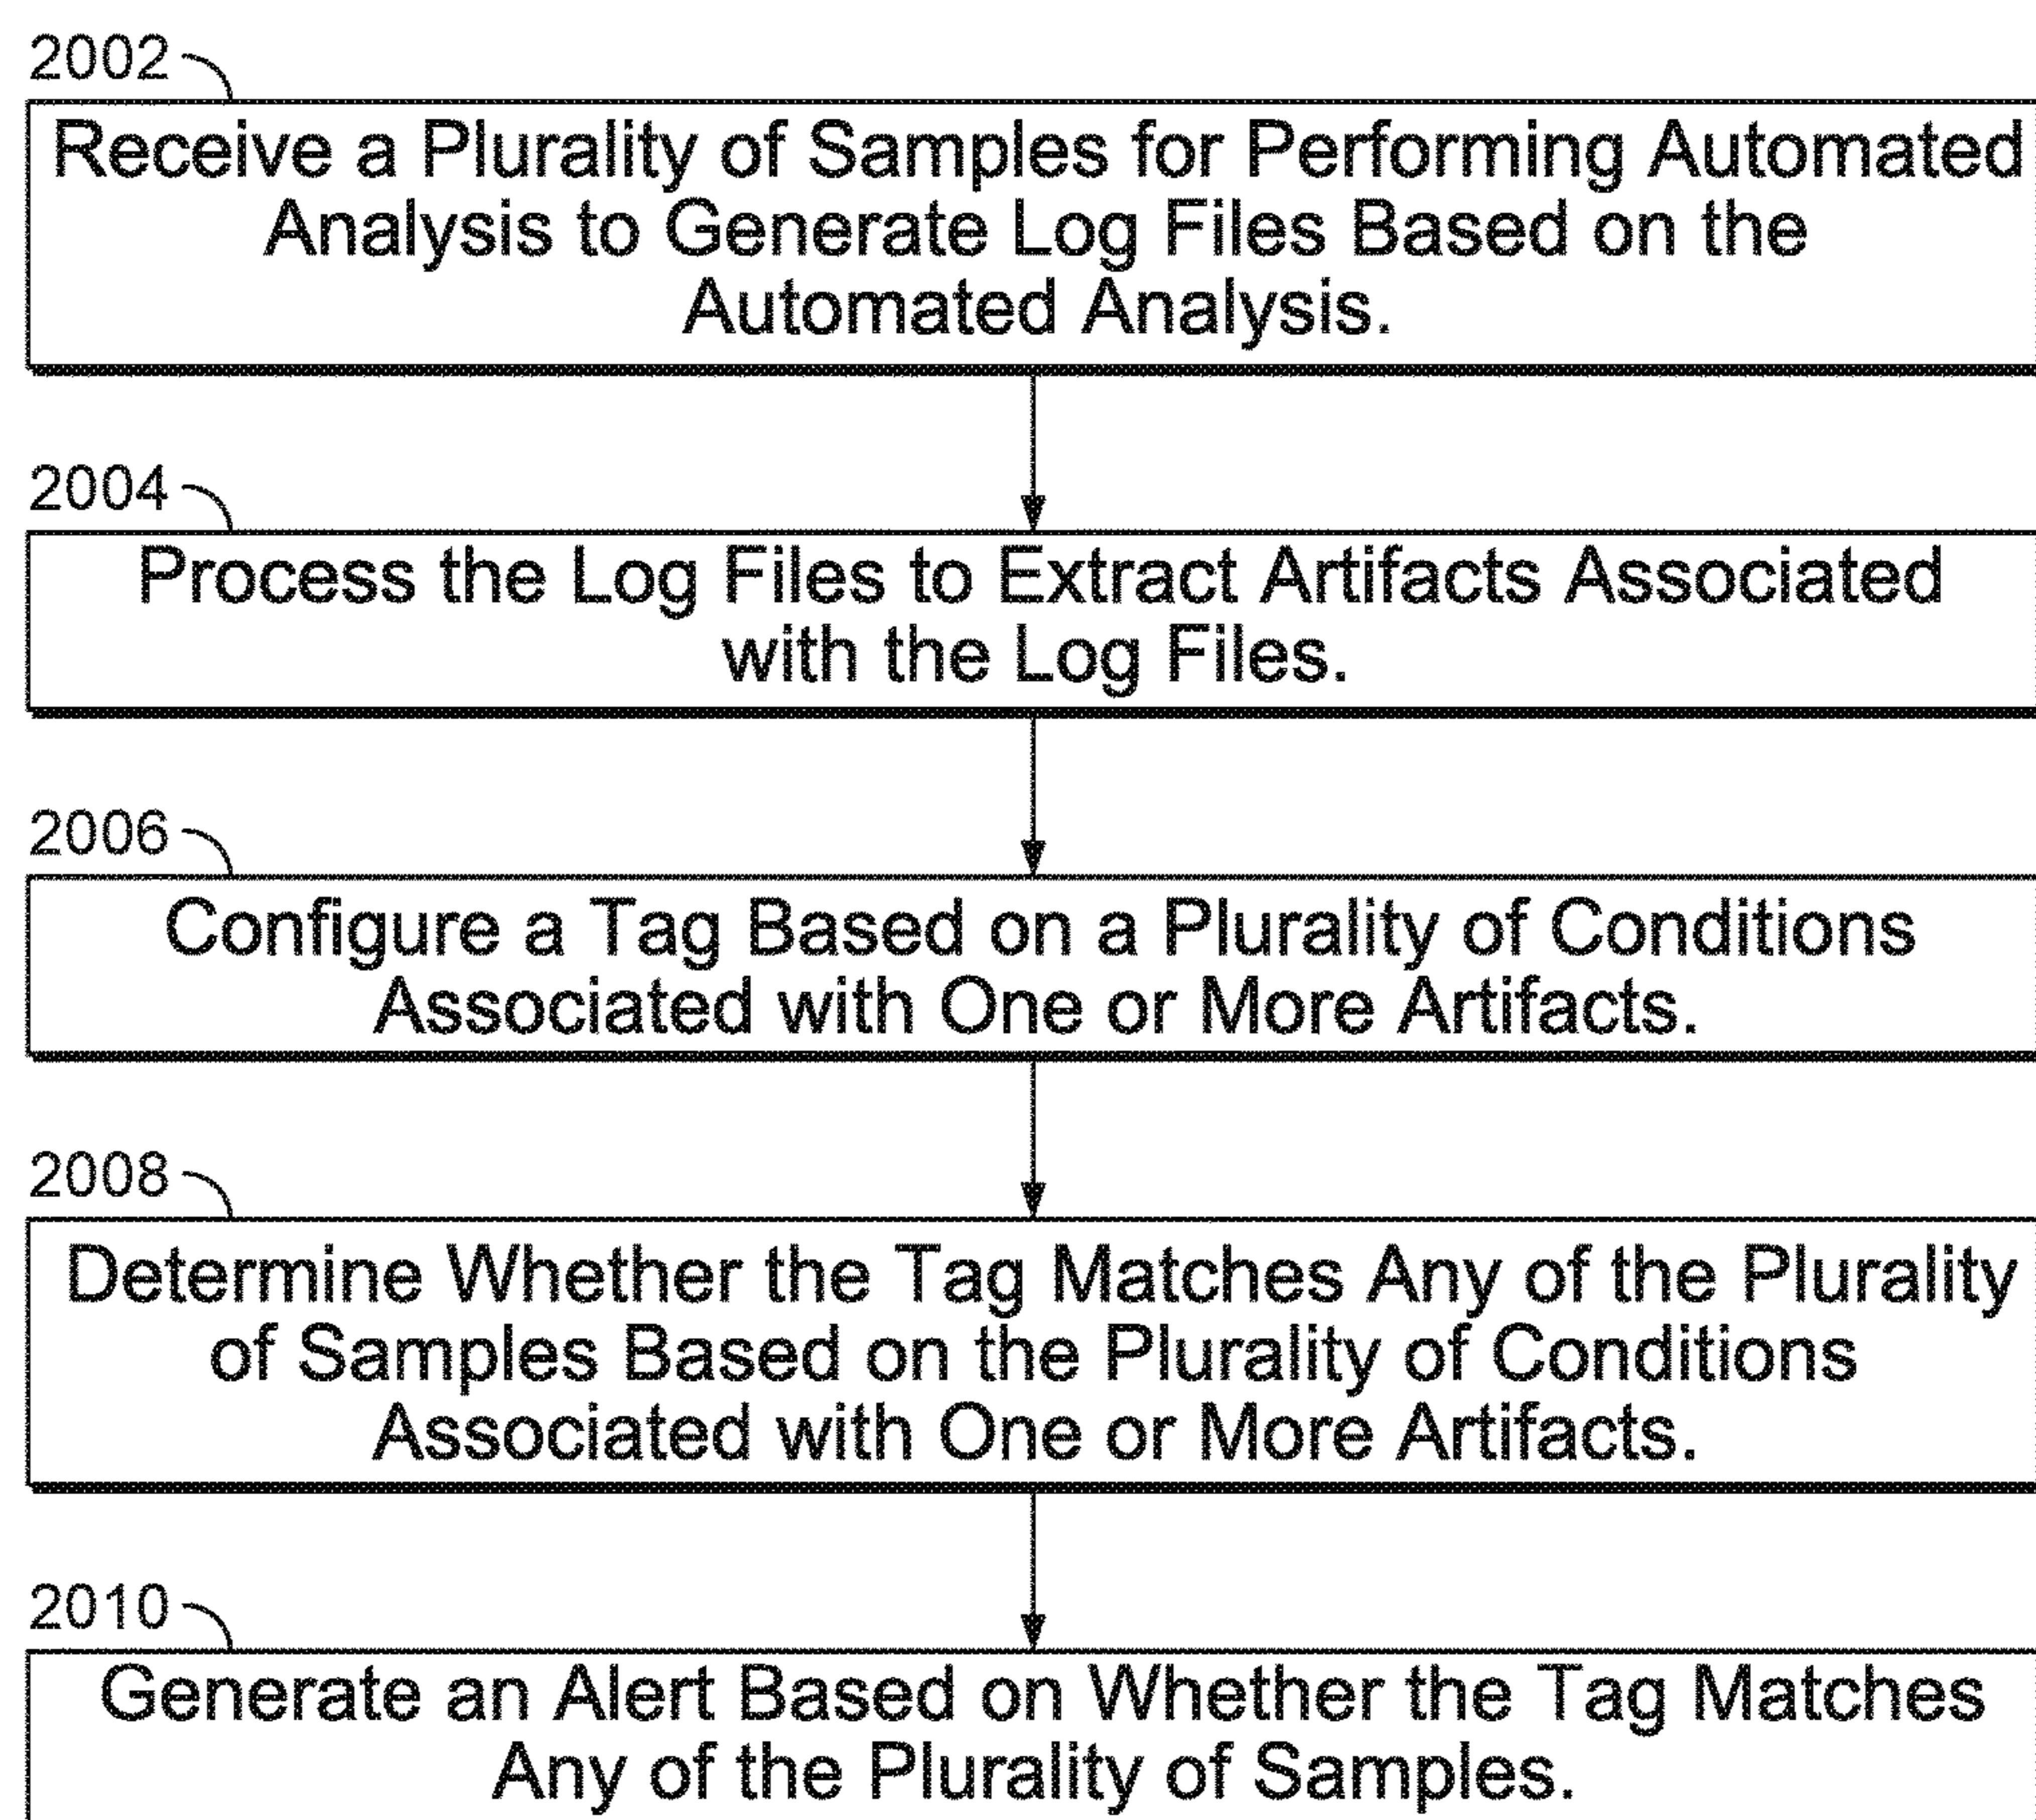 2002
Receive a Plurality of Samples for Performing Automated
Analysis to Generate Log Files Based on the
Automated Analysis.
2004
Process the Log Files to Extract Artifacts Associated
with the Log Files.
2006
Configure a Tag Based on a Plurality of Conditions
Associated with One or More Artifacts.
2008
Determine Whether the Tag Matches Any of the Plurality
of Samples Based on the Plurality of Conditions
Associated with One or More Artifacts.
2010
Generate an Alert Based on Whether the Tag Matches
Any of the Plurality of Samples.